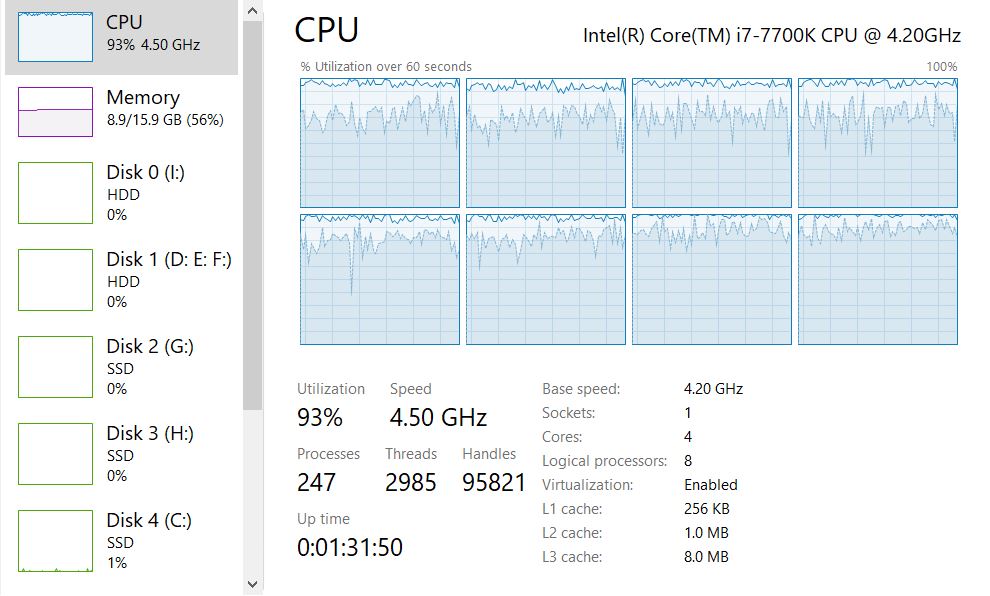 CPU
93% 4.50 GHz
Memory
8.9/15.9 GB (56%)
Disk 0 (I:)
HDD
0%
Disk 1 (D: E: F:)
HDD
0%
Disk 2 (G:)
SSD
0%
Disk 3 (H:)
SSD
0%
Disk 4 (C:)
SSD
1%
CPU
Intel(R) Core(TM) i7-7700K CPU @ 4.20GHz
% Utilization over 60 seconds 100%
Utilization Speed
93% 4.50 GHz
Processes Threads Handles
247 2985 95821
Up time
0:01:31:50
Base speed: 4.20 GHz
Sockets: 1
Cores: 4
Logical processors: 8
Virtualization: Enabled
L1 cache: 256 KB
L2 cache: 1.0 MB
L3 cache: 8.0 MB